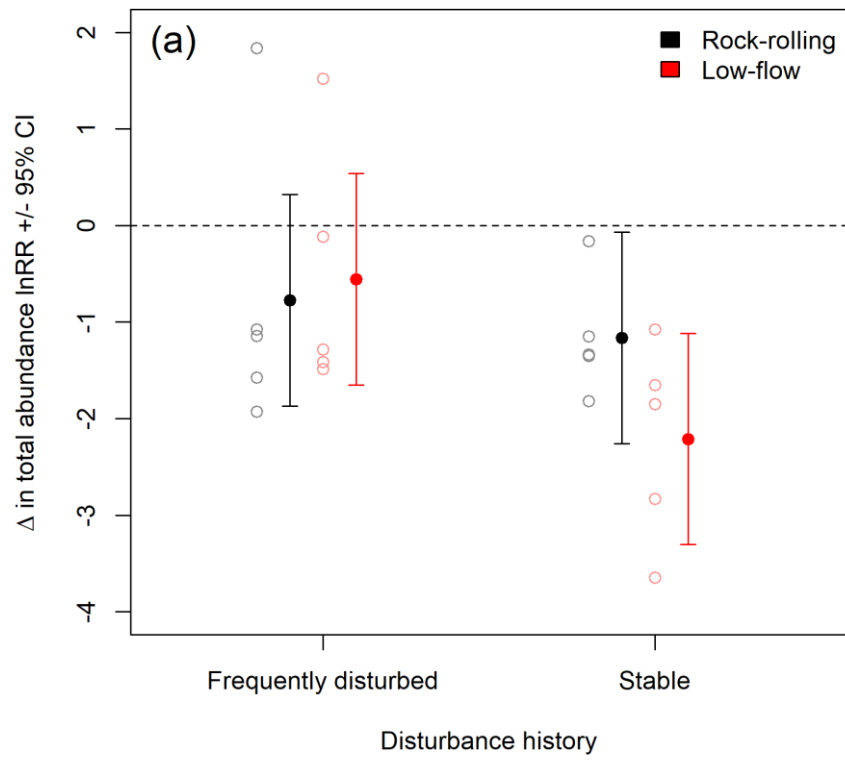 (a)
Rock-rolling
Low-flow
Δ in total abundance lnRR +/- 95% CI
2
1
0
-1
-2
-3
-4
Frequently disturbed
Stable
Disturbance history